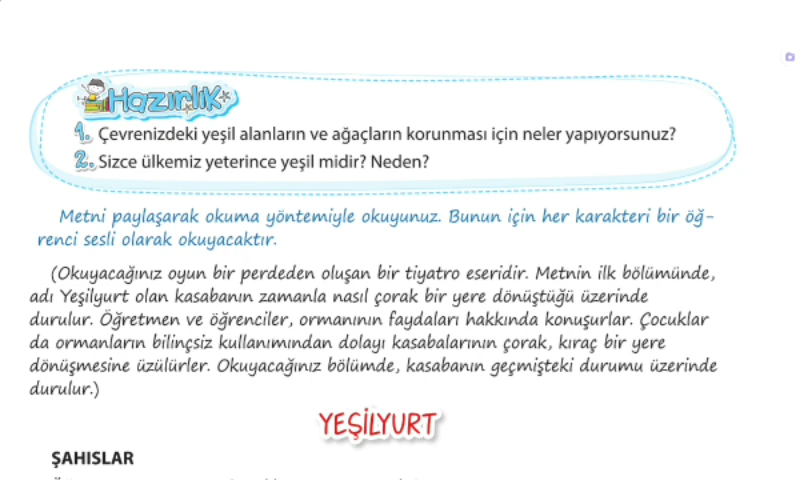 Hazırlık
1. Çevrenizdeki yeşil alanların ve ağaçların korunması için neler yapıyorsunuz?
2. Sizce ülkemiz yeterince yeşil midir? Neden?
Metni paylaşarak okuma yöntemiyle okuyunuz. Bunun için her karakteri bir öğ-
renci sesli olarak okuyacaktır.
(Okuyacağınız oyun bir perdeden oluşan bir tiyatro eseridir. Metnin ilk bölümünde,
adı Yeşilyurt olan kasabanın zamanla nasıl çorak bir yere dönüştüğü üzerinde
durulur. Öğretmen ve öğrenciler, ormanının faydaları hakkında konuşurlar. Çocuklar
da ormanların bilinçsiz kullanımından dolayı kasabalarının çorak, kıraç bir yere
dönüşmesine üzülürler. Okuyacağınız bölümde, kasabanın geçmişteki durumu üzerinde
durulur.)
YEŞİLYURT
ŞAHISLAR